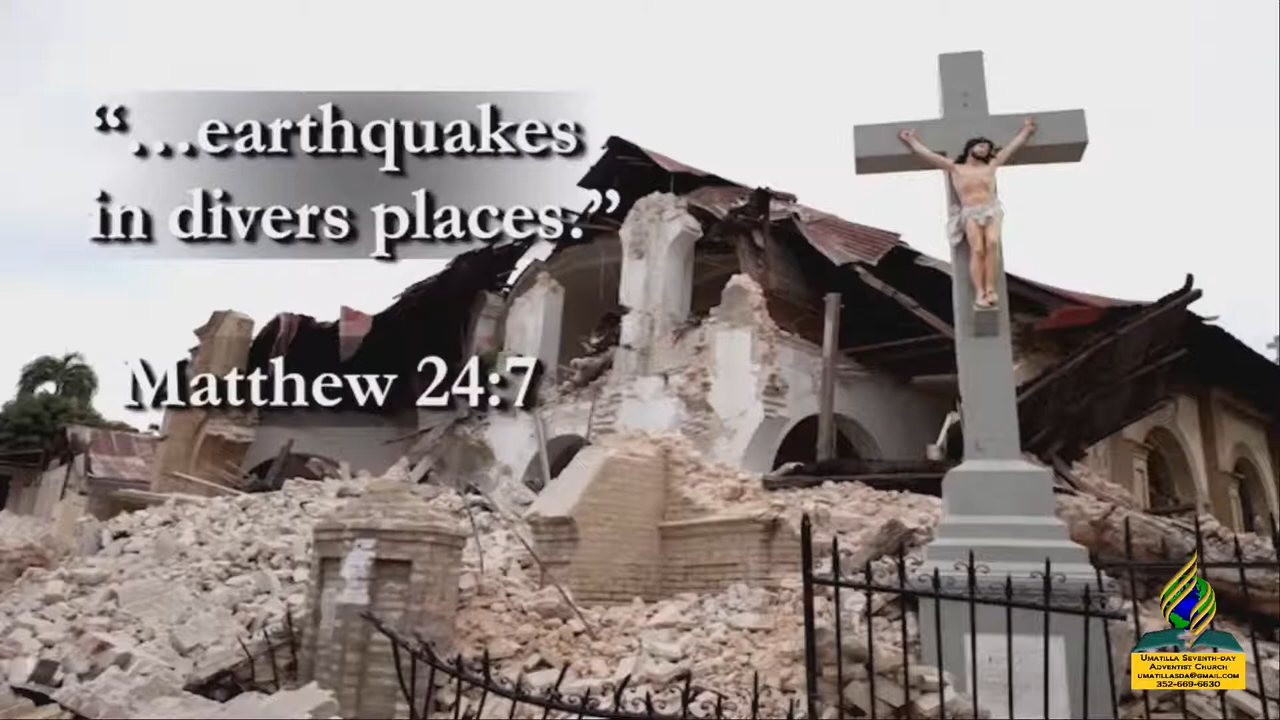 “...earthquakes
in divers places.”
Matthew 24:7
Umatilla Seventh-day
Adventist Church
umatillasda@gmail.com
352-669-6630